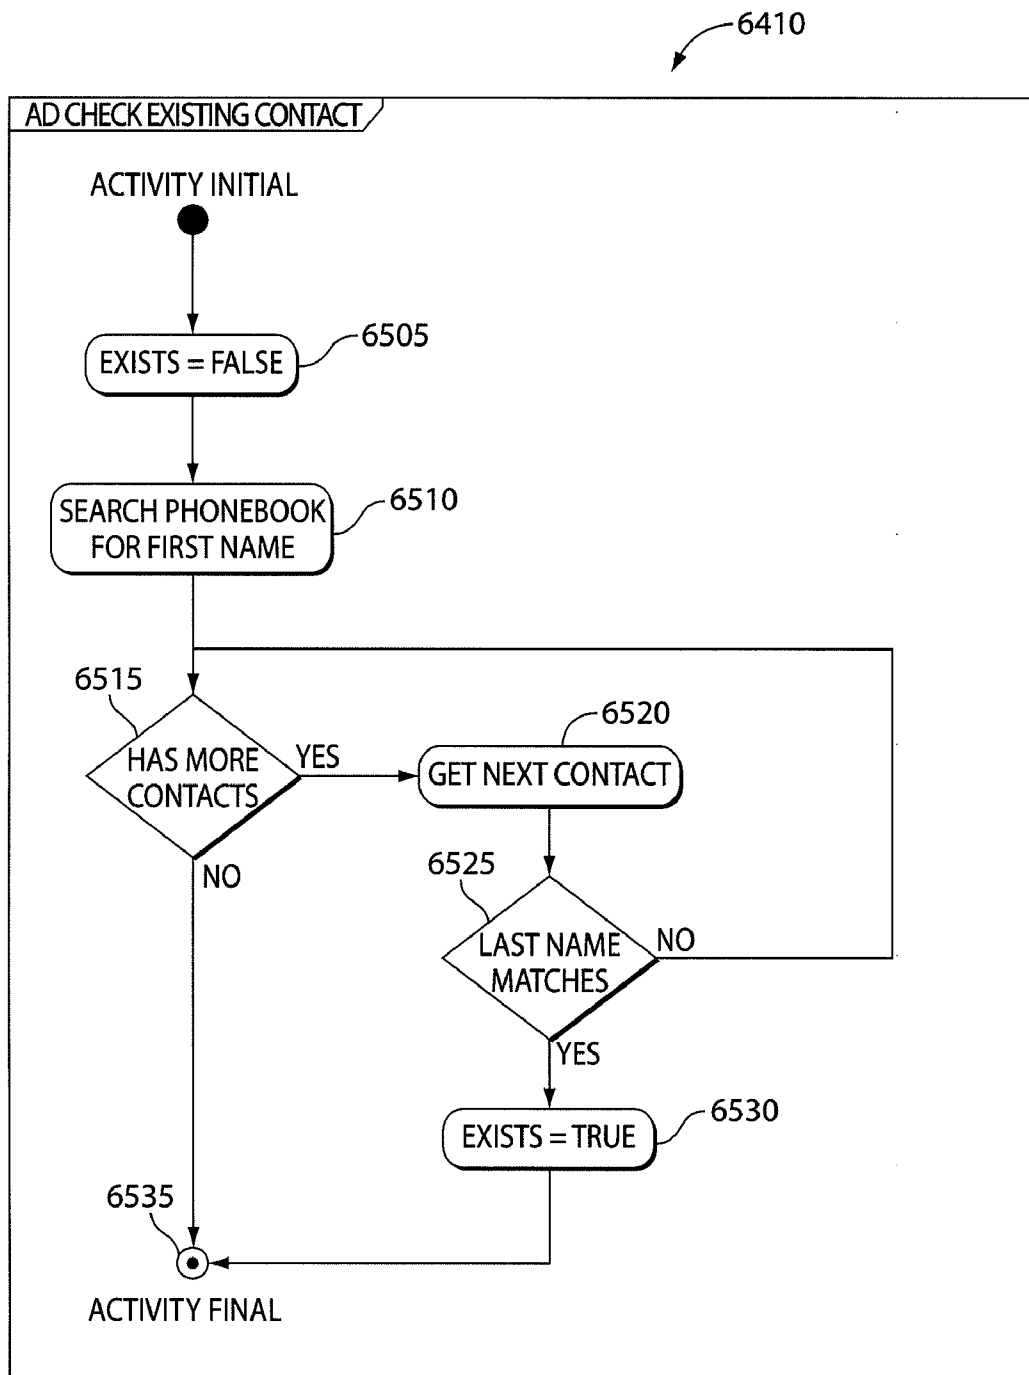 6410
AD CHECK EXISTING CONTACT
ACTIVITY INITIAL
6505
EXISTS = FALSE
6510
SEARCH PHONEBOOK
FOR FIRST NAME
6515
HAS MORE
CONTACTS
YES
NO
6520
GET NEXT CONTACT
6525
LAST NAME
MATCHES
NO
YES
6530
EXISTS = TRUE
6535
ACTIVITY FINAL